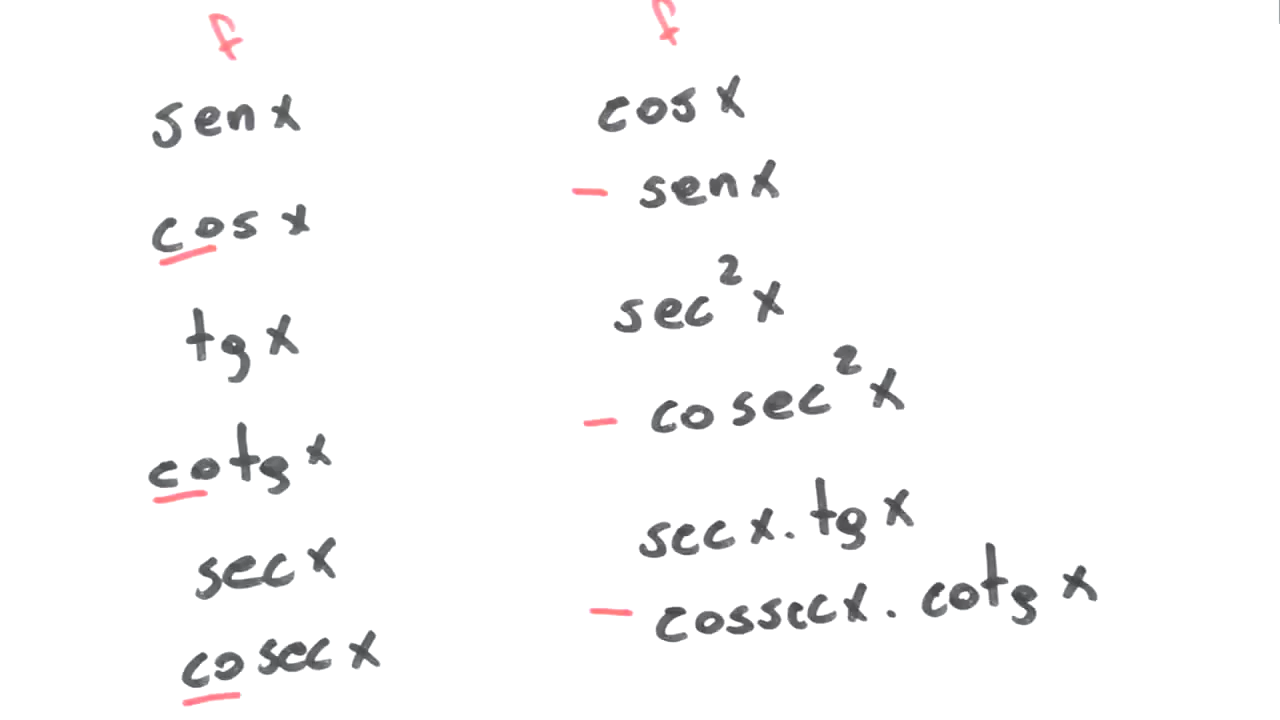 f f
sen x cos x
cos x - sen x
tg x sec² x
cotg x - cosec² x
sec x sec x . tg x
cosec x - cossec x . cotg x